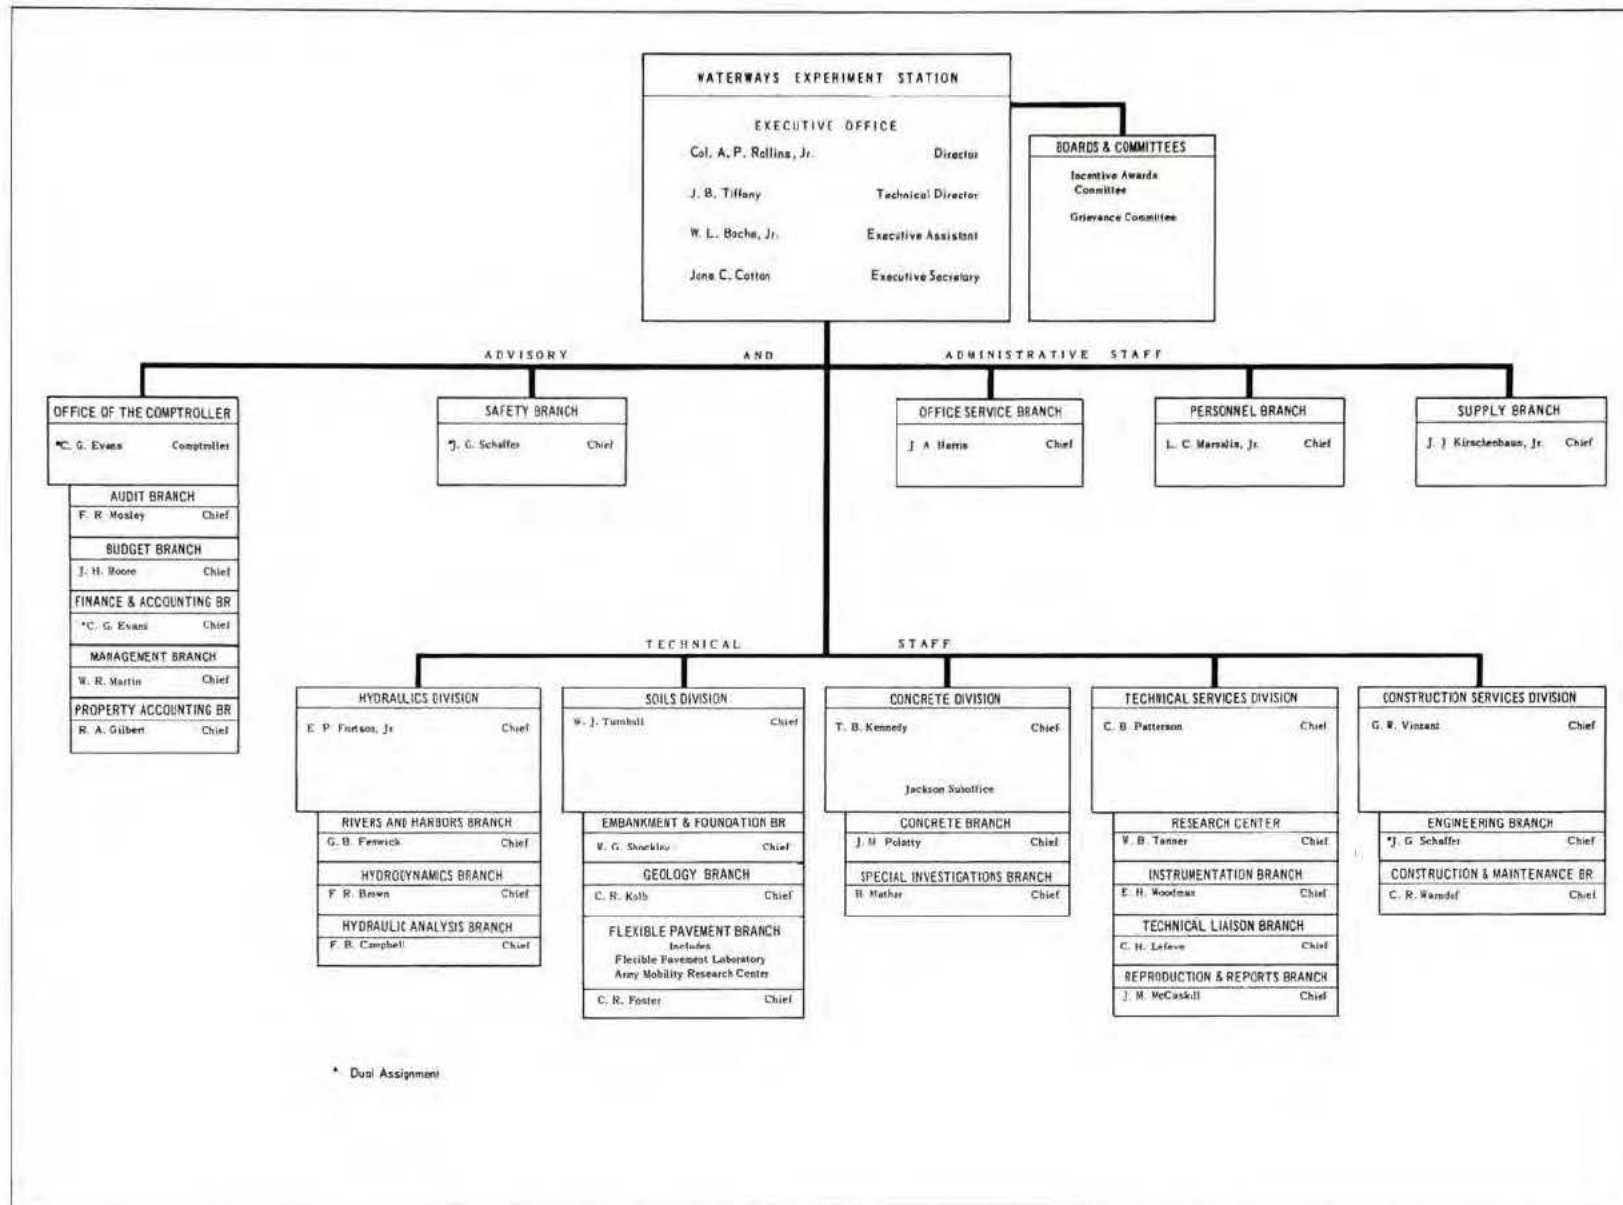 WATERWAYS EXPERIMENT STATION
EXECUTIVE OFFICE
Col. A. P. Rollins, Jr. Director
J. B. Tiffany Technical Director
W. L. Bache, Jr. Executive Assistant
Jane C. Cotton Executive Secretary
BOARDS & COMMITTEES
Incentive Awards
Committee
Grievance Committee
ADVISORY AND ADMINISTRATIVE STAFF
OFFICE OF THE COMPTROLLER
*C. G. Evans Comptroller
AUDIT BRANCH
F. R Mosley Chief
BUDGET BRANCH
J. H. Moore Chief
FINANCE & ACCOUNTING BR
*C. G. Evans Chief
MANAGEMENT BRANCH
W. R. Martin Chief
PROPERTY ACCOUNTING BR
R. A. Gilbert Chief
SAFETY BRANCH
*J. G. Schaffer Chief
OFFICE SERVICE BRANCH
J A Harris Chief
PERSONNEL BRANCH
L. C. Marsalis, Jr. Chief
SUPPLY BRANCH
J. J Kirschenbaum, Jr. Chief
TECHNICAL STAFF
HYDRAULICS DIVISION
E P Fortson, Jr Chief
RIVERS AND HARBORS BRANCH
G. B. Fenwick Chief
HYDRODYNAMICS BRANCH
F R Brown Chief
HYDRAULIC ANALYSIS BRANCH
F. B. Campbell Chief
SOILS DIVISION
W. J. Turnbull Chief
EMBANKMENT & FOUNDATION BR
W. G. Shockley Chief
GEOLOGY BRANCH
C. R. Kolb Chief
FLEXIBLE PAVEMENT BRANCH
Includes
Flexible Pavement Laboratory
Army Mobility Research Center
C. R. Foster Chief
CONCRETE DIVISION
T. B. Kennedy Chief
Jackson Suboffice
CONCRETE BRANCH
J. M Polatty Chief
SPECIAL INVESTIGATIONS BRANCH
B Mather Chief
TECHNICAL SERVICES DIVISION
C. B Patterson Chief
RESEARCH CENTER
W. B. Tanner Chief
INSTRUMENTATION BRANCH
E. H. Woodman Chief
TECHNICAL LIAISON BRANCH
C. H. Lefeve Chief
REPRODUCTION & REPORTS BRANCH
J. M. McCaskill Chief
CONSTRUCTION SERVICES DIVISION
G. W. Vinzant Chief
ENGINEERING BRANCH
*J. G Schaffer Chief
CONSTRUCTION & MAINTENANCE BR
C. R. Warndof Chief
* Dual Assignment